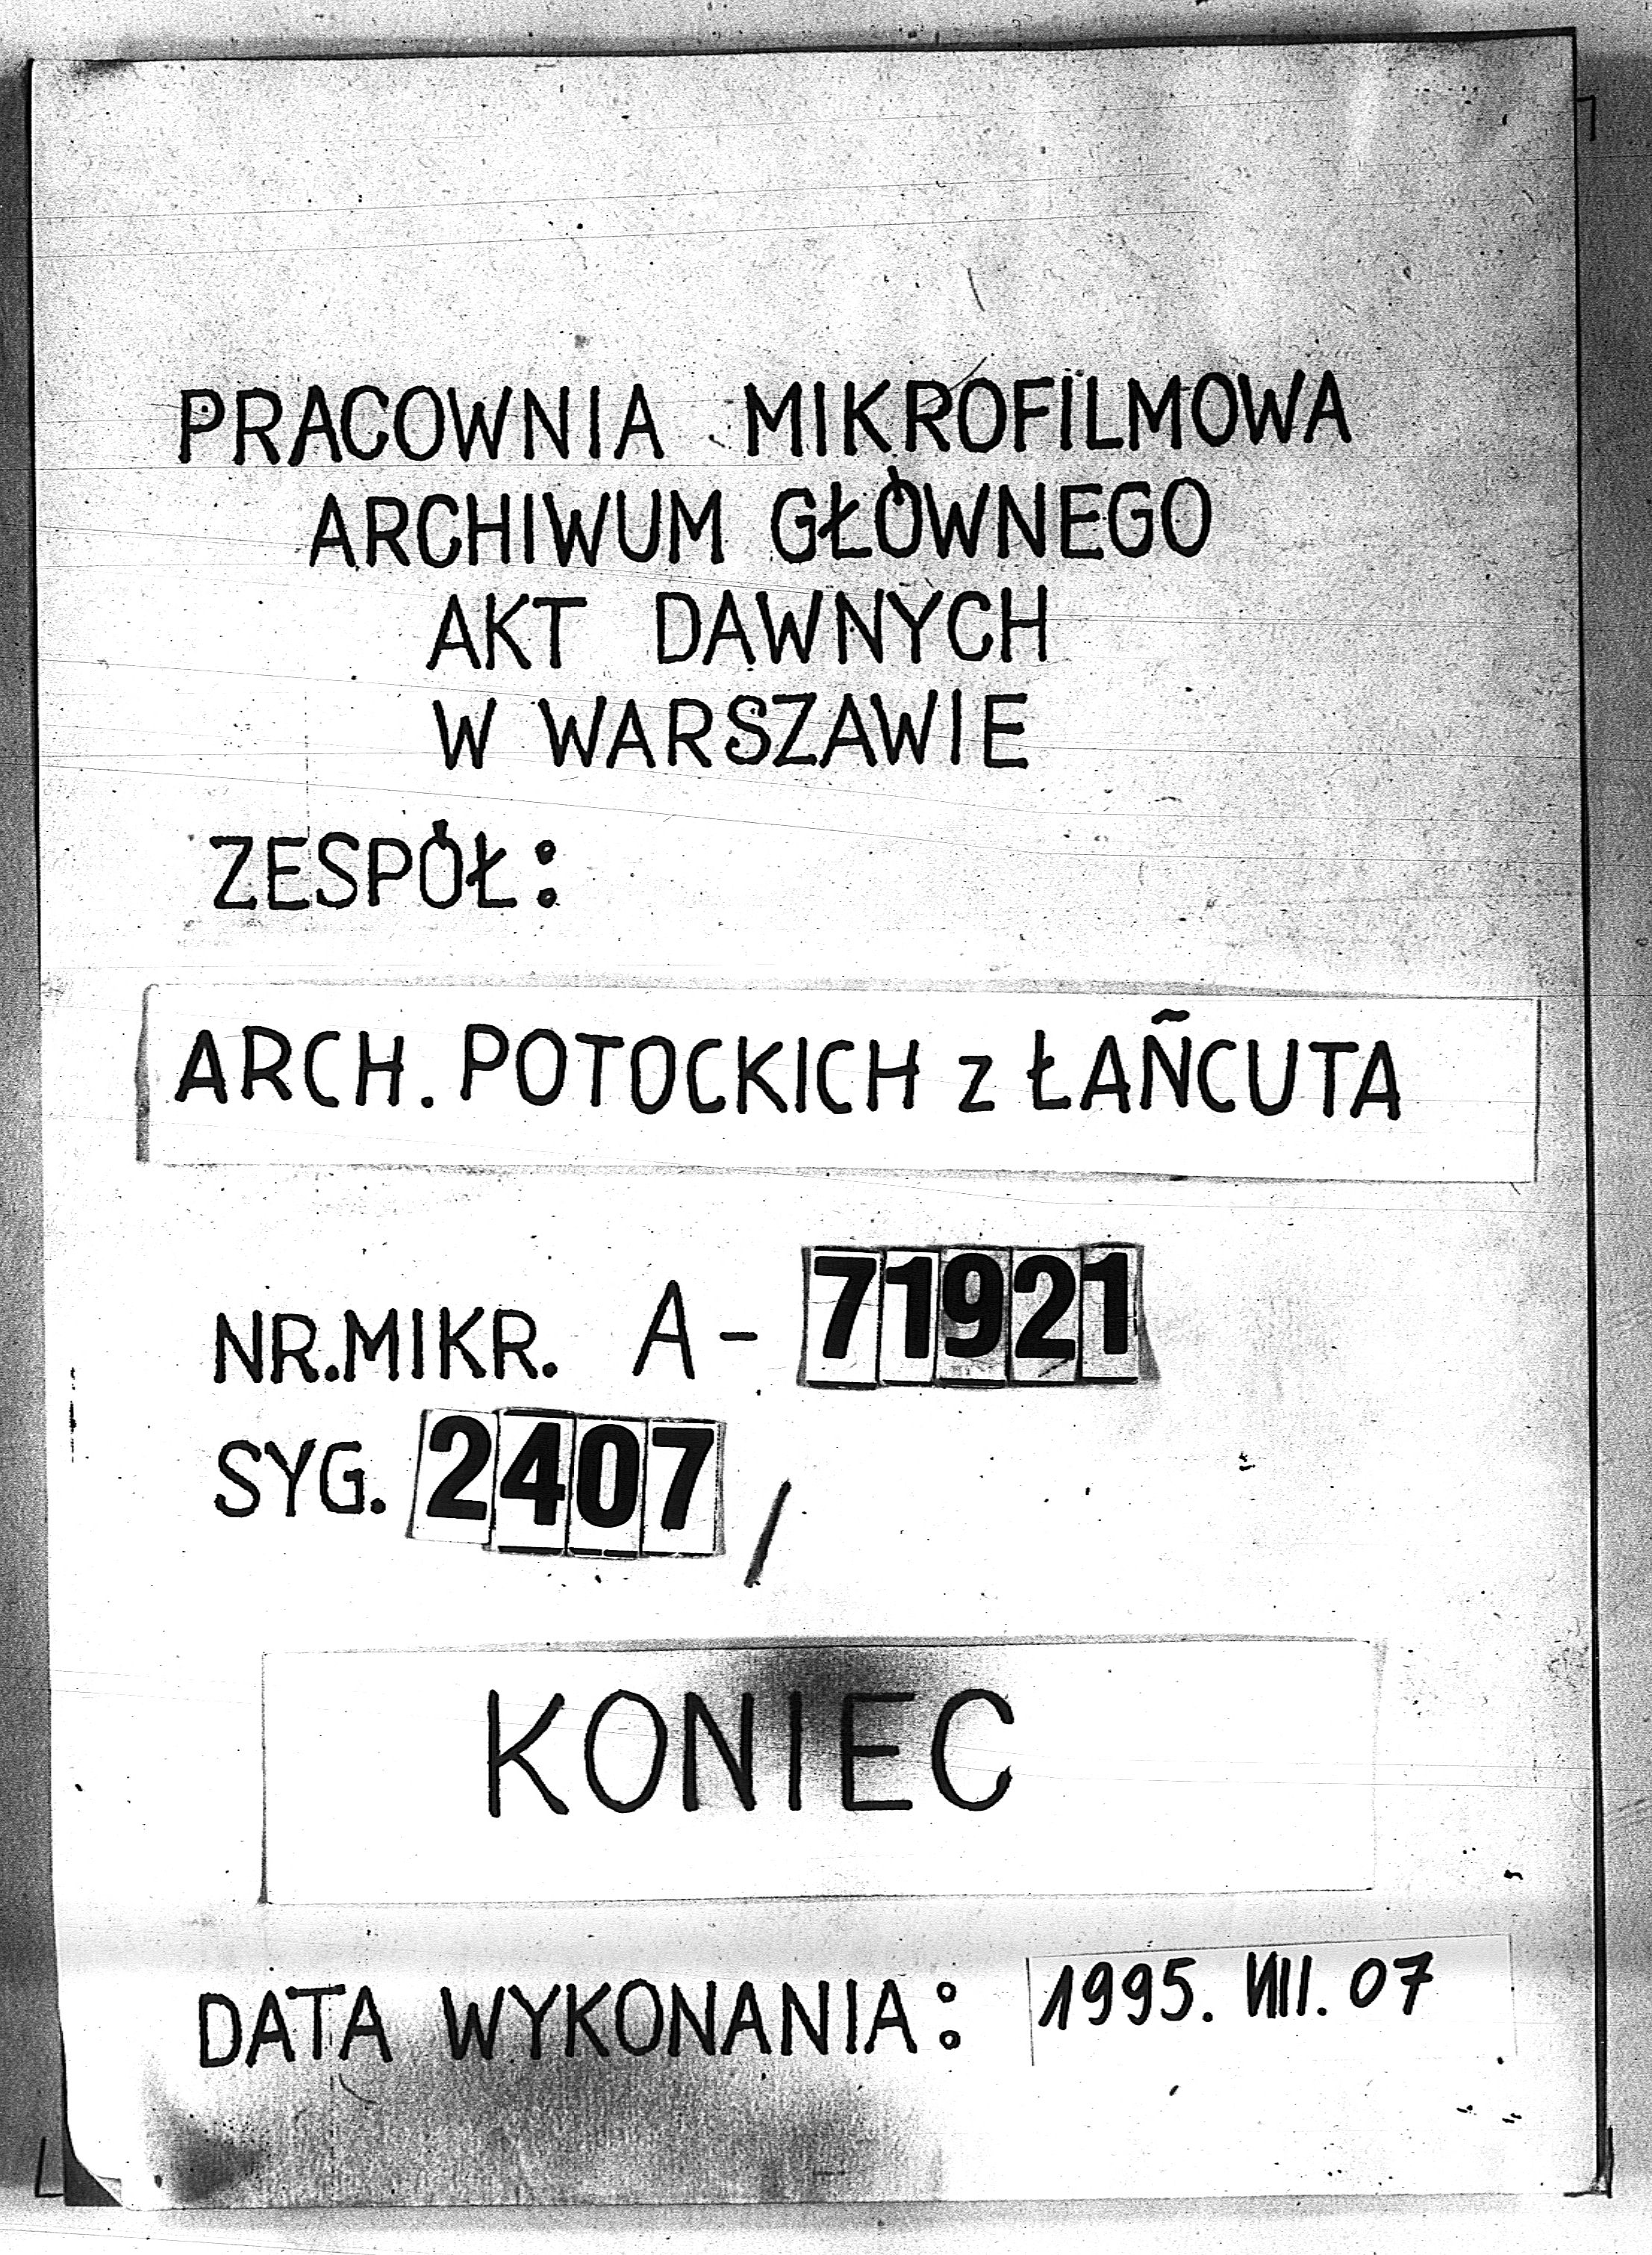 PRACOWNIA MIKROFILMOWA
ARCHIWUM GŁÓWNEGO
AKT DAWNYCH
W WARSZAWIE
ZESPÓŁ:
ARCH. POTOCKICH z ŁAÑCUTA
NR.MIKR. A- 71921
SYG. 2407 /
KONIEC
DATA WYKONANIA: 1995. VIII. 07